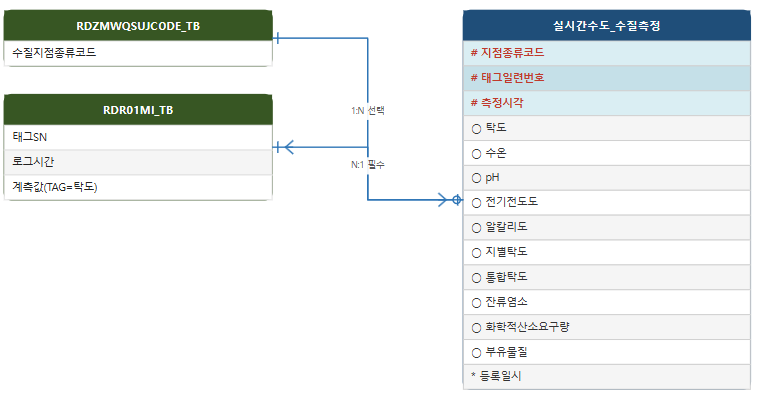 RDZMWQSUJCODE_TB
수질지점종류코드
RDR01MI_TB
태그SN
로그시간
계측값(TAG=탁도)
1:N 선택
N:1 필수
실시간수도_수질측정
# 지점종류코드
# 태그일련번호
# 측정시각
○ 탁도
○ 수온
○ pH
○ 전기전도도
○ 알칼리도
○ 지별탁도
○ 통합탁도
○ 잔류염소
○ 화학적산소요구량
○ 부유물질
* 등록일시